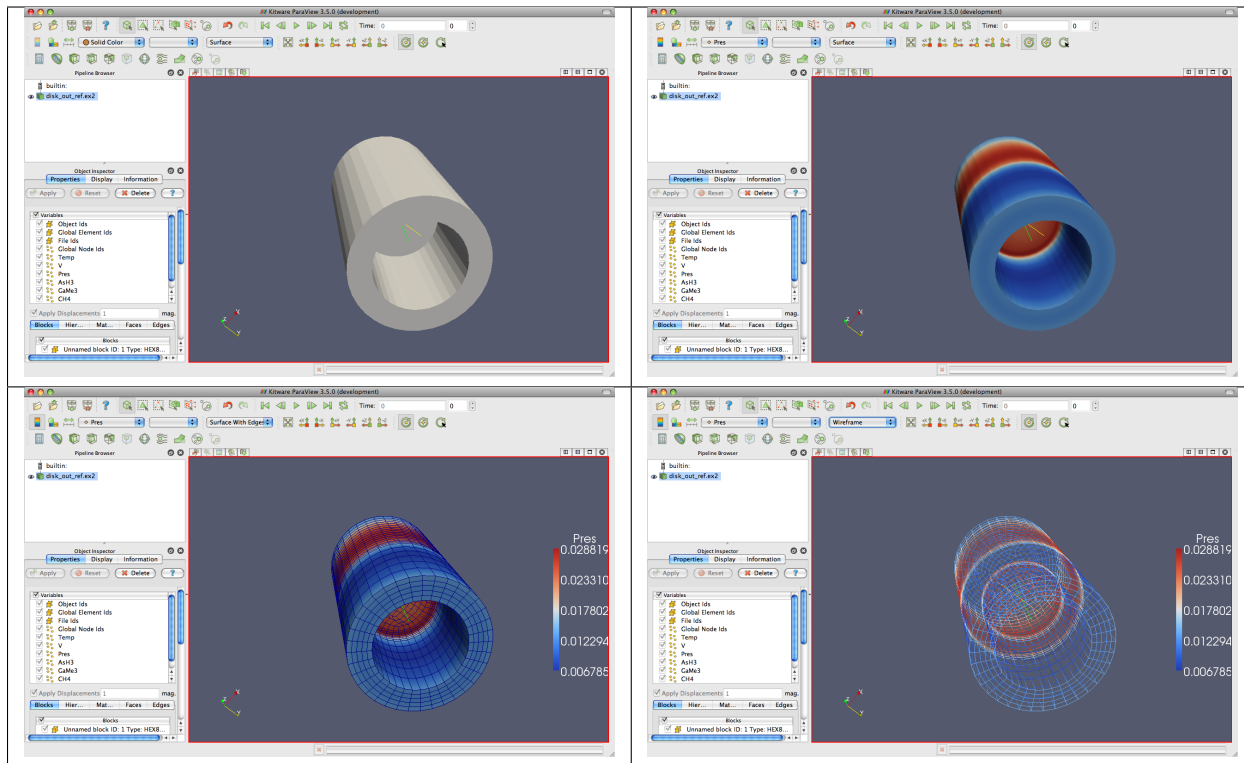 Kitware ParaView 3.5.0 (development)
Time: 0 0
Solid Color Surface
Pipeline Browser
builtin:
disk_out_ref.ex2
Object Inspector
Properties Display Information
Apply Reset Delete ?
Variables
Object Ids
Global Element Ids
File Ids
Global Node Ids
Temp
V
Pres
AsH3
GaMe3
CH4
Apply Displacements 1 mag.
Blocks Hier... Mat... Faces Edges
Blocks
Unnamed block ID: 1 Type: HEX8...
X
Z
Y
Kitware ParaView 3.5.0 (development)
Time: 0 0
Pres Surface
Pipeline Browser
builtin:
disk_out_ref.ex2
Object Inspector
Properties Display Information
Apply Reset Delete ?
Variables
Object Ids
Global Element Ids
File Ids
Global Node Ids
Temp
V
Pres
AsH3
GaMe3
CH4
Apply Displacements 1 mag.
Blocks Hier... Mat... Faces Edges
Blocks
Unnamed block ID: 1 Type: HEX8...
X
Z
Y
Kitware ParaView 3.5.0 (development)
Time: 0 0
Pres Surface With Edges
Pipeline Browser
builtin:
disk_out_ref.ex2
Object Inspector
Properties Display Information
Apply Reset Delete ?
Variables
Object Ids
Global Element Ids
File Ids
Global Node Ids
Temp
V
Pres
AsH3
GaMe3
CH4
Apply Displacements 1 mag.
Blocks Hier... Mat... Faces Edges
Blocks
Unnamed block ID: 1 Type: HEX8...
Pres
0.028819
0.023310
0.017802
0.012294
0.006785
X
Z
Y
Kitware ParaView 3.5.0 (development)
Time: 0 0
Pres Wireframe
Pipeline Browser
builtin:
disk_out_ref.ex2
Object Inspector
Properties Display Information
Apply Reset Delete ?
Variables
Object Ids
Global Element Ids
File Ids
Global Node Ids
Temp
V
Pres
AsH3
GaMe3
CH4
Apply Displacements 1 mag.
Blocks Hier... Mat... Faces Edges
Blocks
Unnamed block ID: 1 Type: HEX8...
Pres
0.028819
0.023310
0.017802
0.012294
0.006785
X
Z
Y